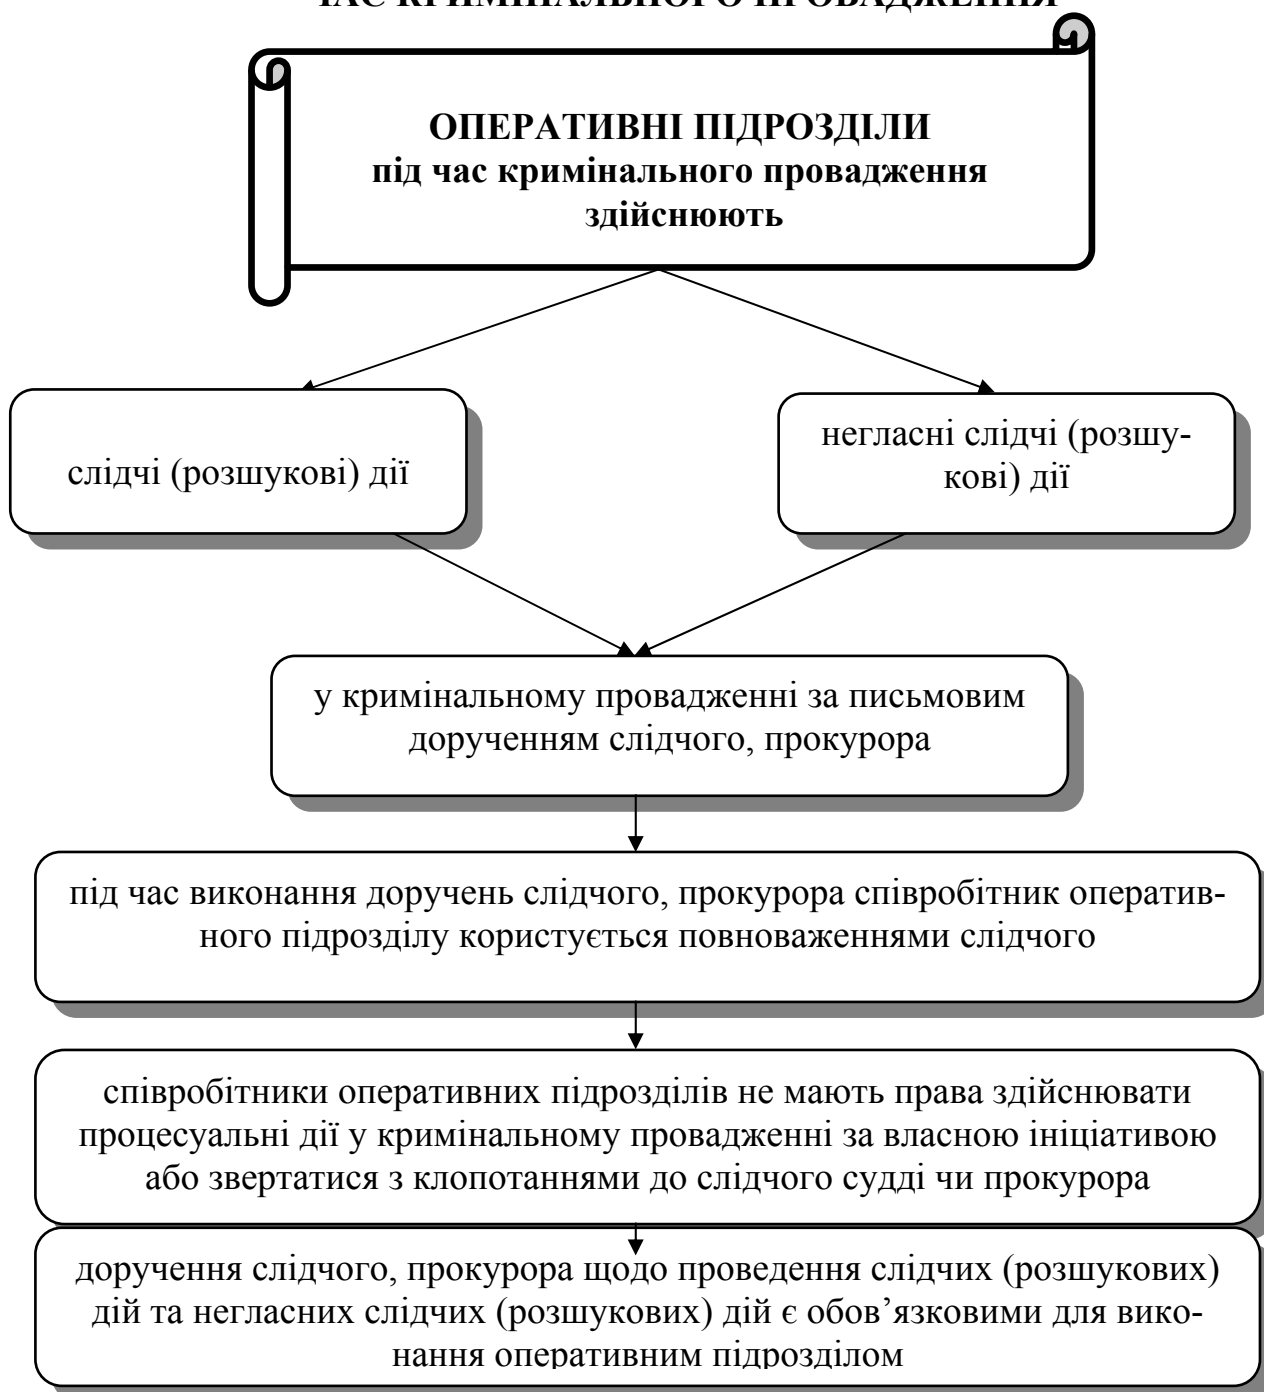 ЧАС КРИМІНАЛЬНОГО ПРОВАДЖЕННЯ
ОПЕРАТИВНІ ПІДРОЗДІЛИ
під час кримінального провадження
здійснюють
слідчі (розшукові) дії
негласні слідчі (розшу-
кові) дії
у кримінальному провадженні за письмовим
дорученням слідчого, прокурора
під час виконання доручень слідчого, прокурора співробітник оператив-
ного підрозділу користується повноваженнями слідчого
співробітники оперативних підрозділів не мають права здійснювати
процесуальні дії у кримінальному провадженні за власною ініціативою
або звертатися з клопотаннями до слідчого судді чи прокурора
доручення слідчого, прокурора щодо проведення слідчих (розшукових)
дій та негласних слідчих (розшукових) дій є обов’язковими для вико-
нання оперативним підрозділом